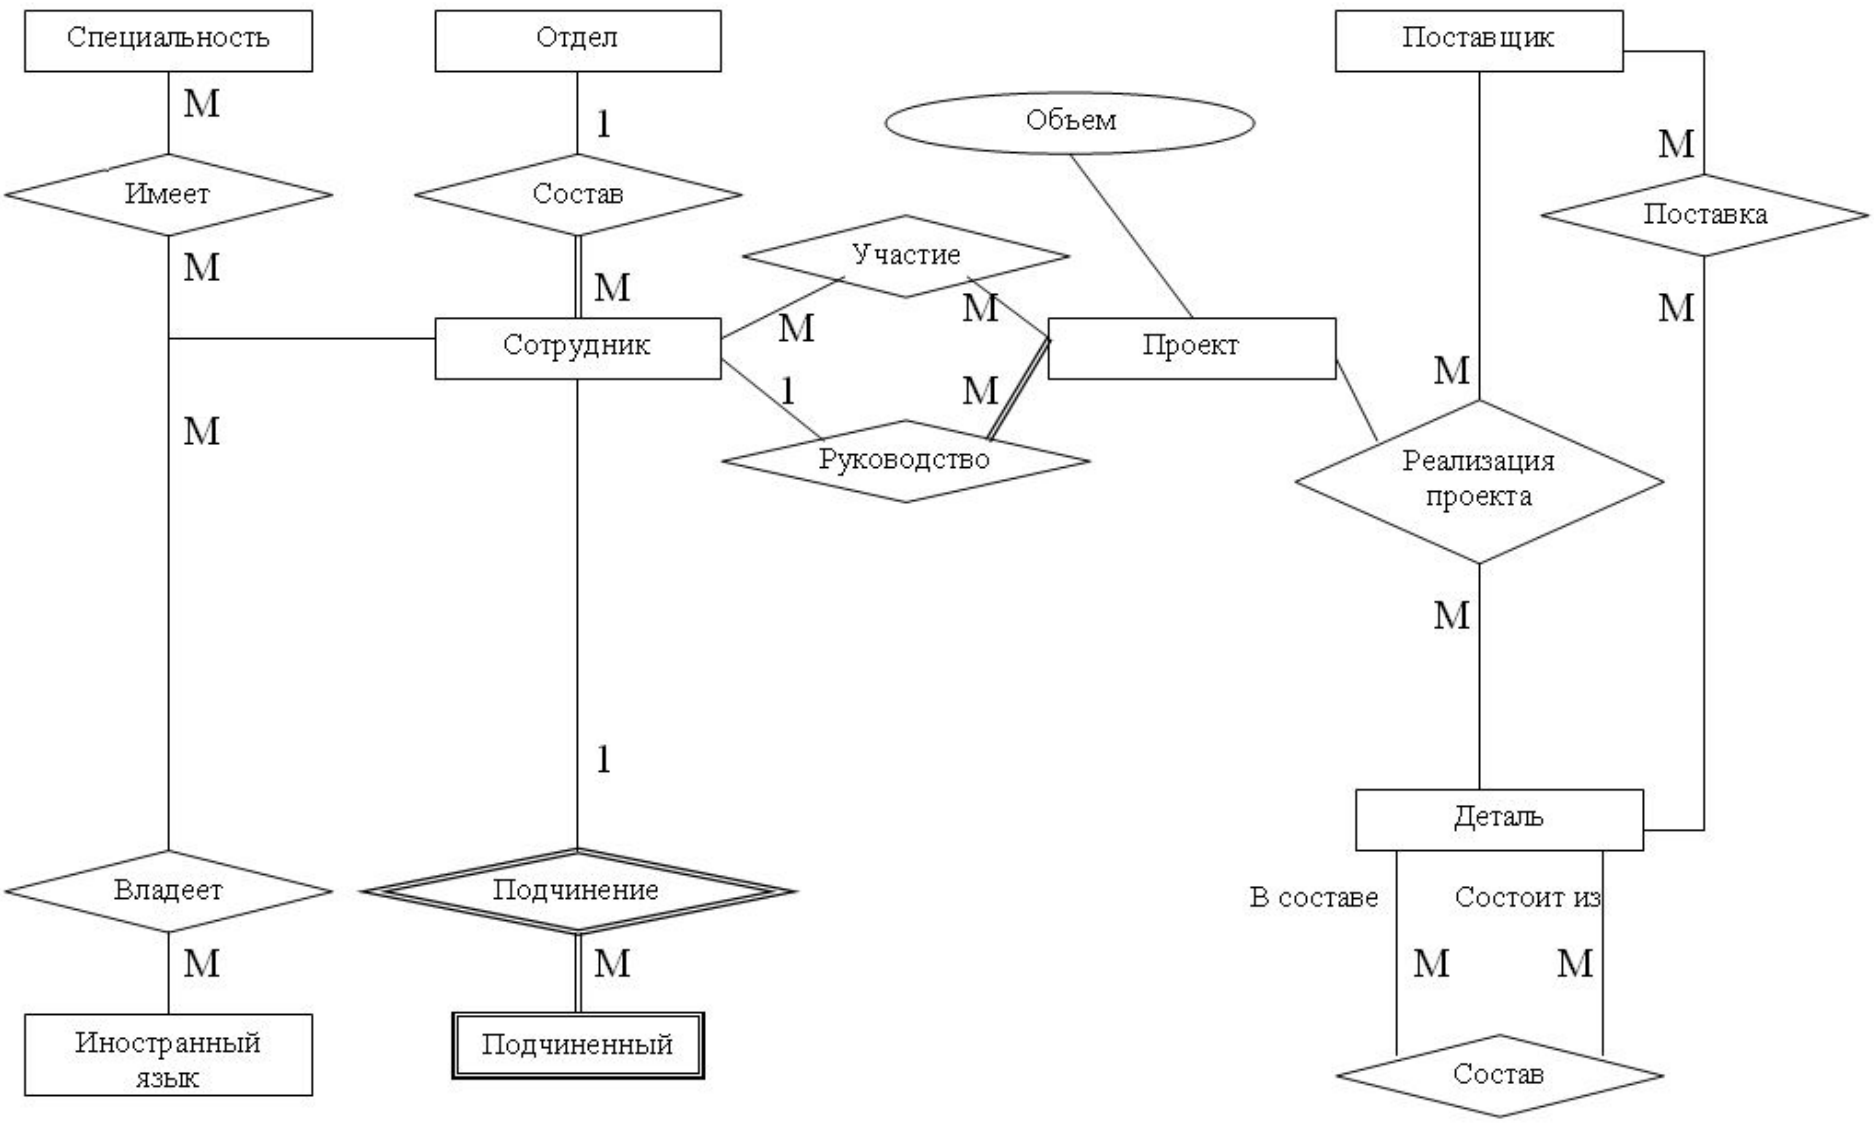 Специальность
Отдел
Поставщик
М
1
Объем
М
Имеет
Состав
Поставка
Участие
М
М
М
М
М
Сотрудник
Проект
М
1
М
М
Реализация
проекта
М
М
1
Деталь
Владеет
Подчинение
В составе
Состоит из
М
М
М
М
Иностранный
язык
Подчиненный
Состав